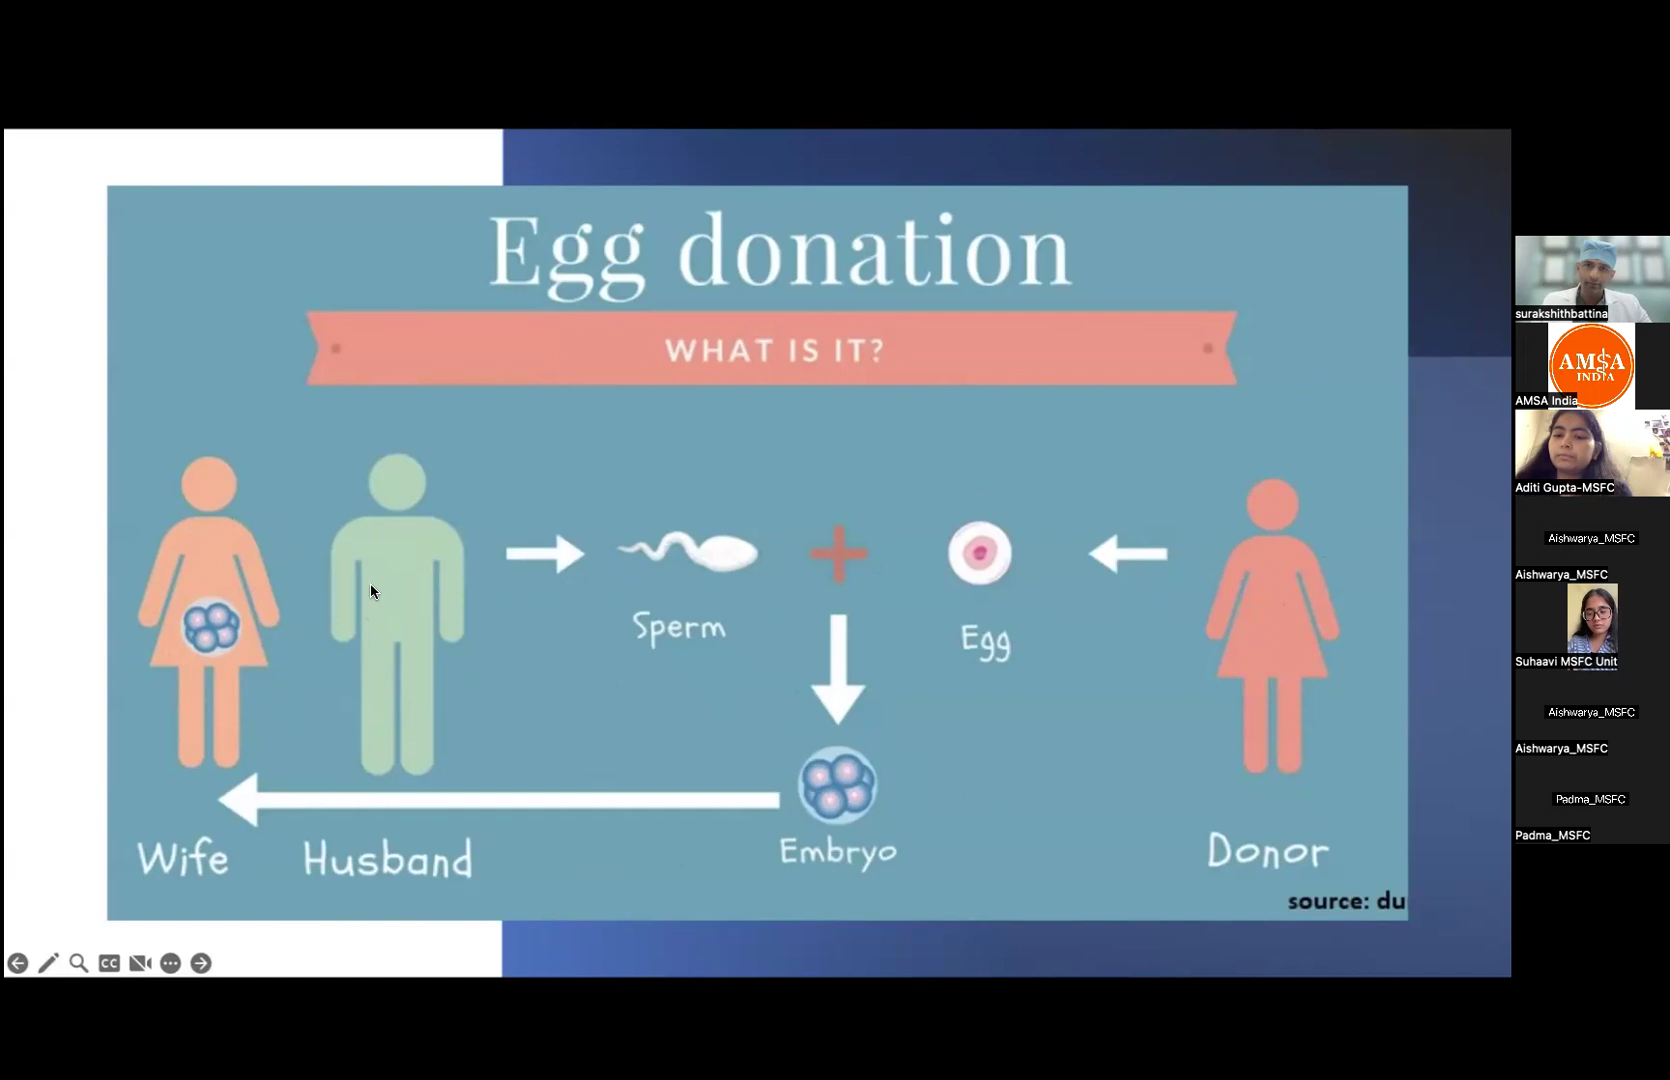 Egg donation
WHAT IS IT?
Sperm
Egg
Embryo
Wife
Husband
Donor
source: du
CC
surakshithbattina
AMSA
INDIA
AMSA India
Aditi Gupta-MSFC
Aishwarya_MSFC
Aishwarya_MSFC
Suhaavi MSFC Unit
Aishwarya_MSFC
Aishwarya_MSFC
Padma_MSFC
Padma_MSFC